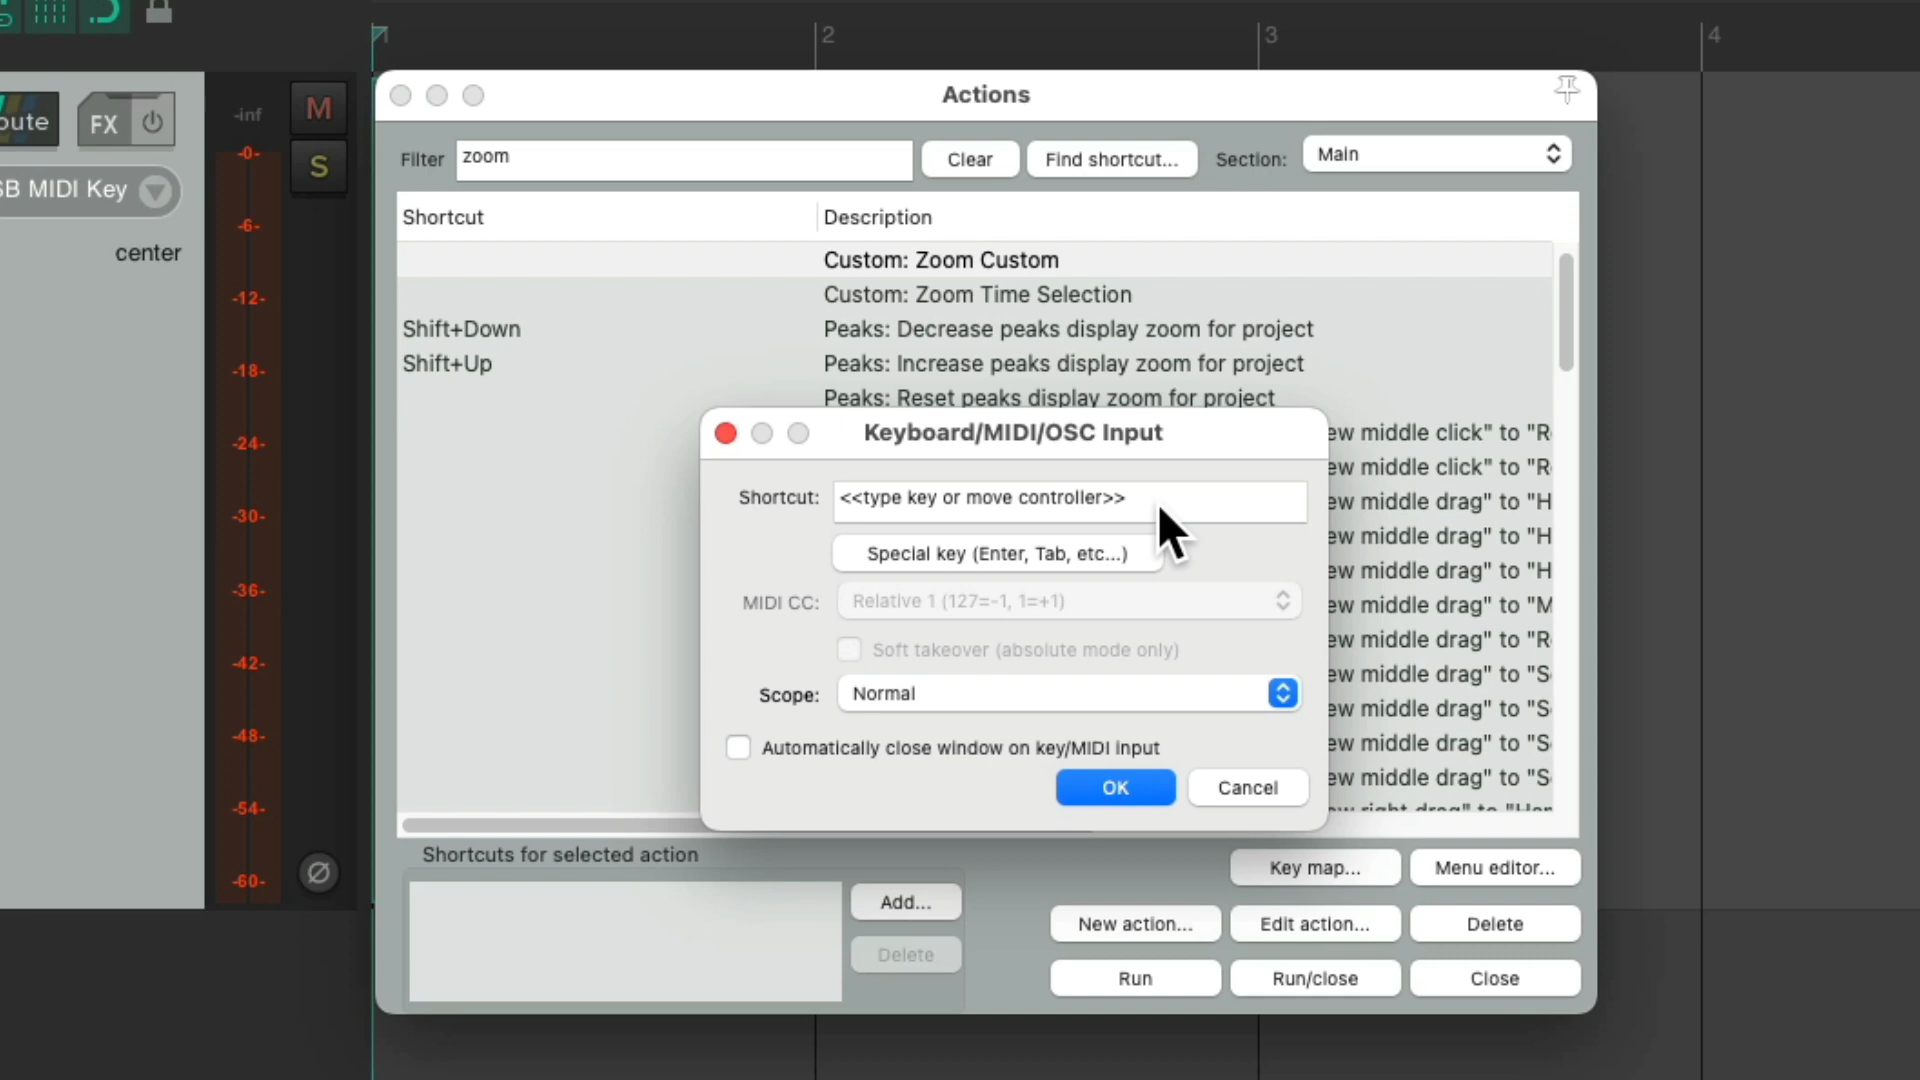 1
2
3
4
oute
FX
-inf
M
S
SB MIDI Key
center
-0-
-6-
-12-
-18-
-24-
-30-
-36-
-42-
-48-
-54-
-60-
Actions
Filter
zoom
Clear
Find shortcut...
Section:
Main
Shortcut
Description
Custom: Zoom Custom
Custom: Zoom Time Selection
Shift+Down
Peaks: Decrease peaks display zoom for project
Shift+Up
Peaks: Increase peaks display zoom for project
Peaks: Reset peaks display zoom for project
ew middle click" to "R
ew middle click" to "R
ew middle drag" to "H
ew middle drag" to "H
ew middle drag" to "H
ew middle drag" to "M
ew middle drag" to "R
ew middle drag" to "S
ew middle drag" to "S
ew middle drag" to "S
ew middle drag" to "S
Keyboard/MIDI/OSC Input
Shortcut:
<<type key or move controller>>
Special key (Enter, Tab, etc...)
MIDI CC:
Relative 1 (127=-1, 1=+1)
Soft takeover (absolute mode only)
Scope:
Normal
Automatically close window on key/MIDI input
OK
Cancel
Shortcuts for selected action
Add...
Delete
Key map...
Menu editor...
New action...
Edit action...
Delete
Run
Run/close
Close